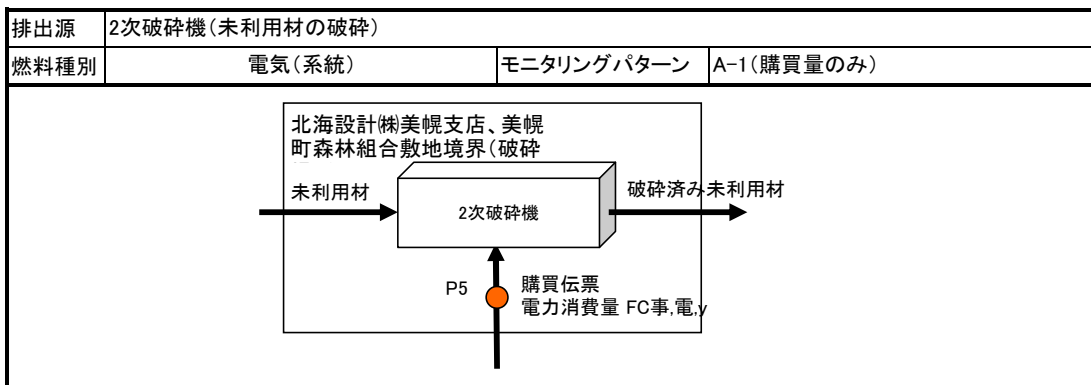 排出源 2次破砕機(未利用材の破砕)
燃料種別 電気(系統) モニタリングパターン A-1(購買量のみ)
北海設計㈱美幌支店、美幌
町森林組合敷地境界(破砕
未利用材
2次破砕機
破砕済み未利用材
P5
購買伝票
電力消費量 FC事,電,y